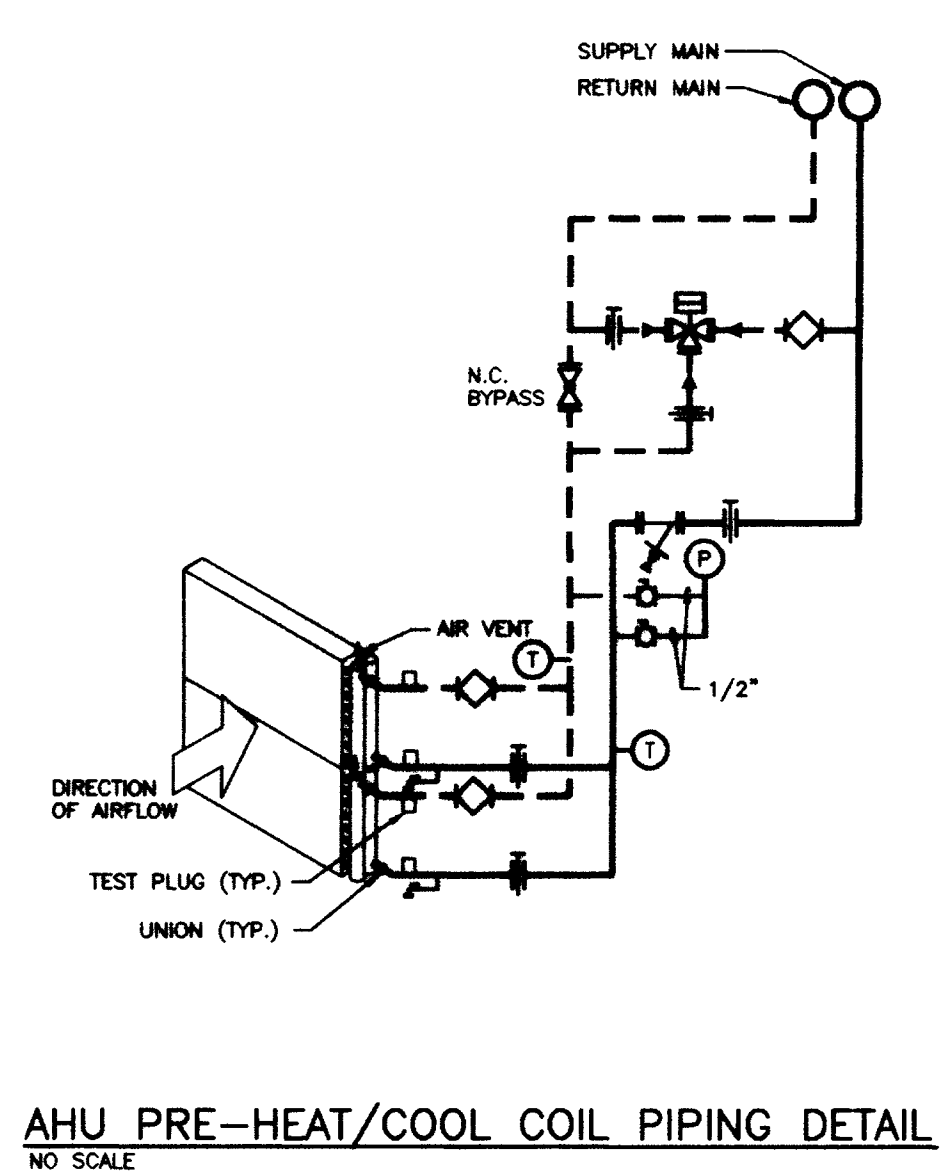 SUPPLY MAIN
RETURN MAIN
N.C.
BYPASS
P
AIR VENT
T
1/2"
T
DIRECTION
OF AIRFLOW
TEST PLUG (TYP.)
UNION (TYP.)
AHU PRE-HEAT/COOL COIL PIPING DETAIL
NO SCALE